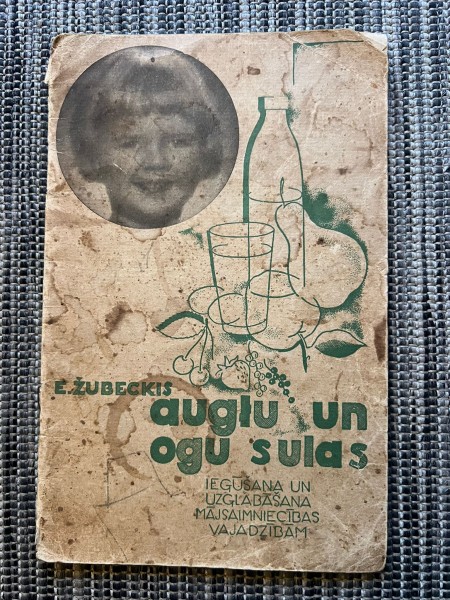 E. ŽUBECKIS
augļu un
ogu sulas
IEGŪŠANA UN
UZGLABĀŠANA
MĀJSAIMNIECĪBAS
VAJADZĪBĀM